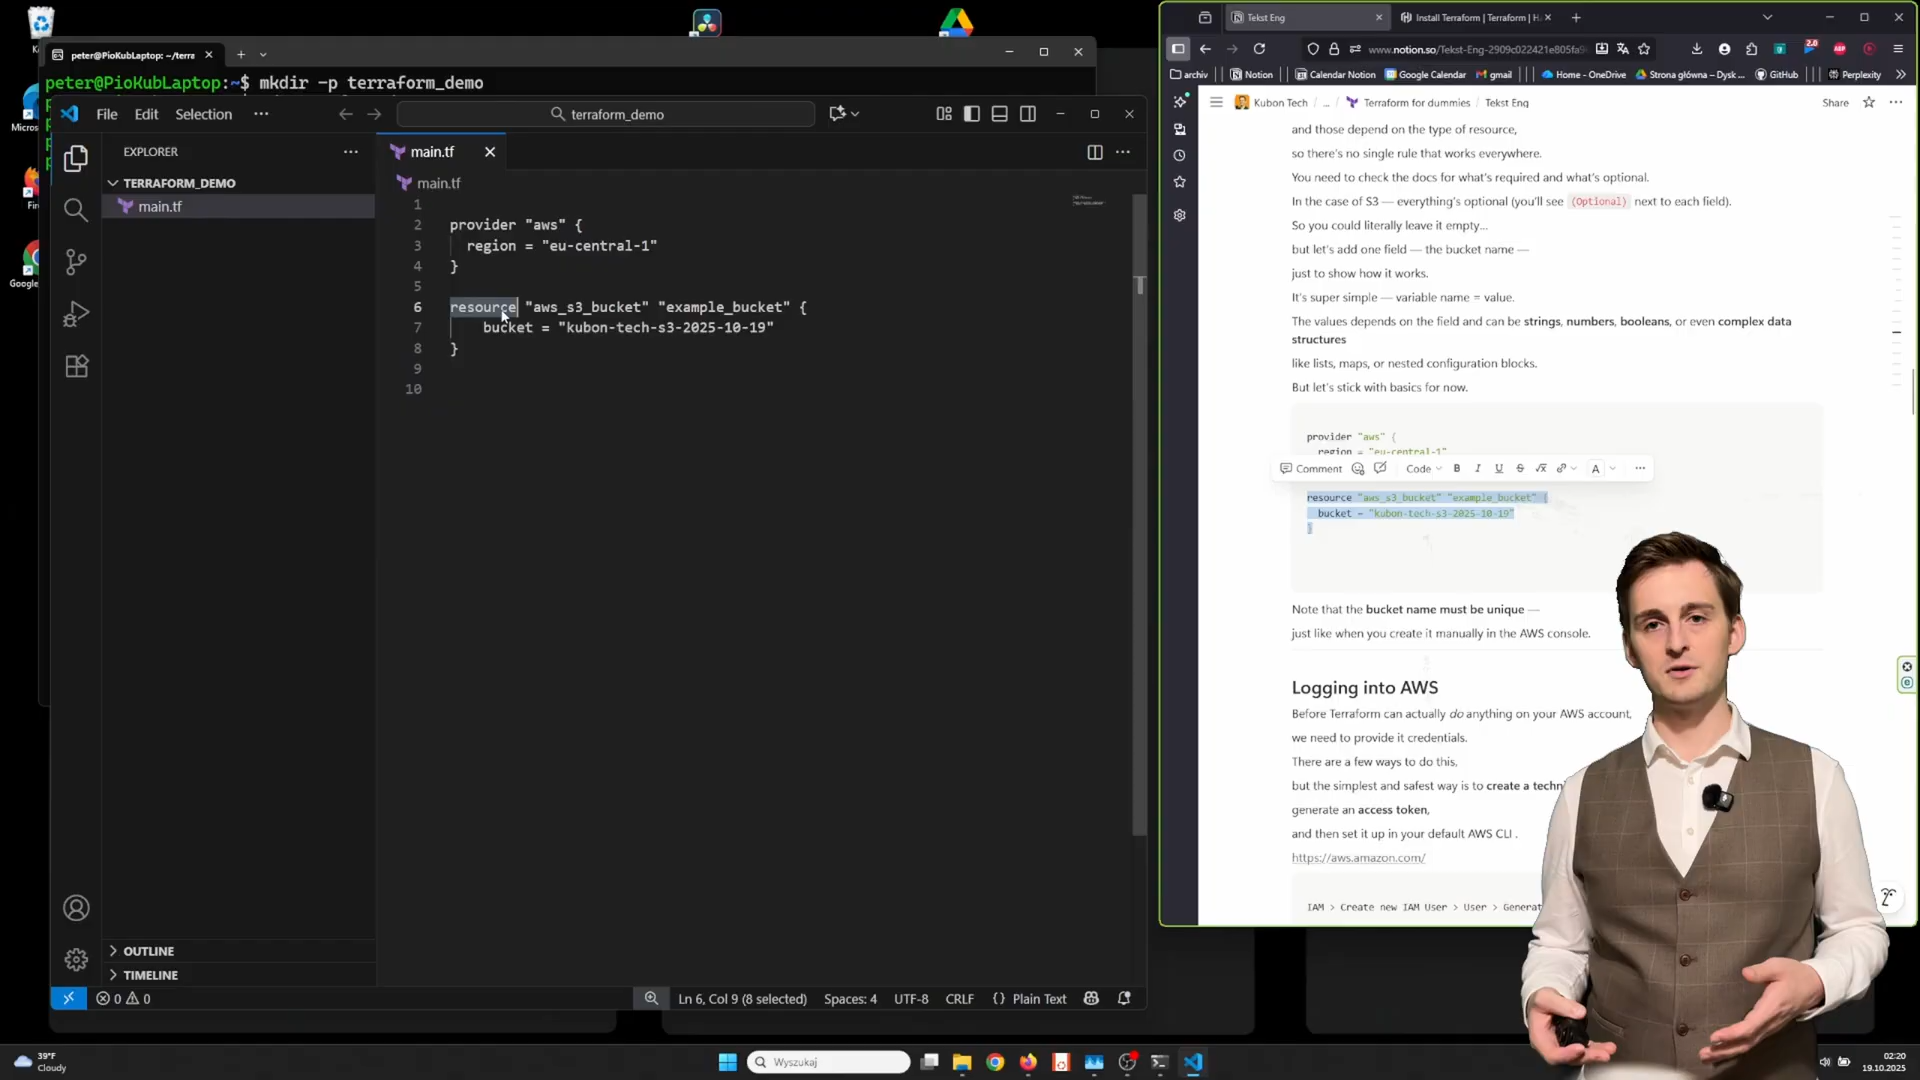 peter@PioKubLaptop: ~/terra
peter@PioKubLaptop:~$ mkdir -p terraform_demo
File Edit Selection
terraform_demo
EXPLORER
TERRAFORM_DEMO
main.tf
OUTLINE
TIMELINE
main.tf
main.tf
1
2 provider "aws" {
3 region = "eu-central-1"
4 }
5
6 resource "aws_s3_bucket" "example_bucket" {
7 bucket = "kubon-tech-s3-2025-10-19"
8 }
9
10
0 0
Ln 6, Col 9 (8 selected) Spaces: 4 UTF-8 CRLF {} Plain Text
Tekst Eng
Install Terraform | Terraform | H
www.notion.so/Tekst-Eng-2909c022421e805fa9
2.0
ABP
archiv Notion Calendar Notion Google Calendar gmail Home - OneDrive Strona główna – Dysk ... GitHub Perplexity
Kubon Tech / ... / Terraform for dummies / Tekst Eng
Share
and those depend on the type of resource,
so there's no single rule that works everywhere.
You need to check the docs for what's required and what's optional.
In the case of S3 — everything's optional (you'll see (Optional) next to each field).
So you could literally leave it empty...
but let's add one field — the bucket name —
just to show how it works.
It's super simple — variable name = value.
The values depends on the field and can be strings, numbers, booleans, or even complex data
structures
like lists, maps, or nested configuration blocks.
But let's stick with basics for now.
provider "aws" {
region = "eu-central-1"
Comment Code B I U S √x A
resource "aws_s3_bucket" "example_bucket" {
bucket = "kubon-tech-s3-2025-10-19"
}
Note that the bucket name must be unique —
just like when you create it manually in the AWS console.
Logging into AWS
Before Terraform can actually do anything on your AWS account,
we need to provide it credentials.
There are a few ways to do this,
but the simplest and safest way is to create a techn
generate an access token,
and then set it up in your default AWS CLI .
https://aws.amazon.com/
IAM > Create new IAM User > User > Generat
39°F
Cloudy
Wyszukaj
02:20
19.10.2025